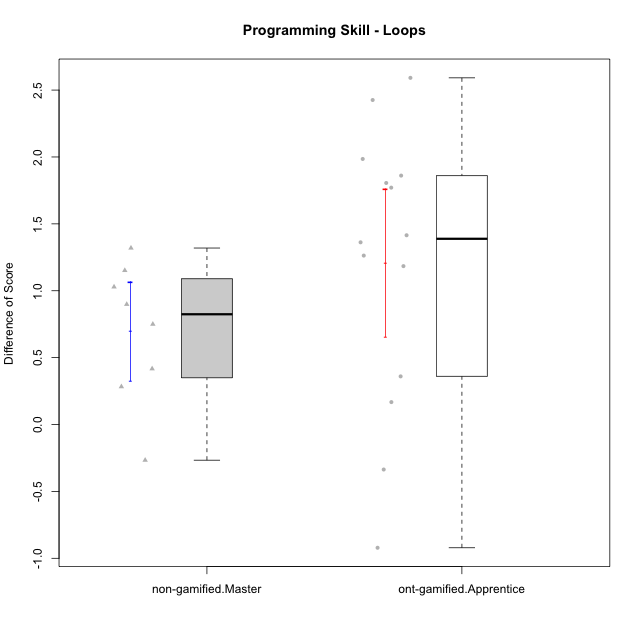 Programming Skill - Loops
Difference of Score
2.5
2.0
1.5
1.0
0.5
0.0
-0.5
-1.0
non-gamified.Master ont-gamified.Apprentice